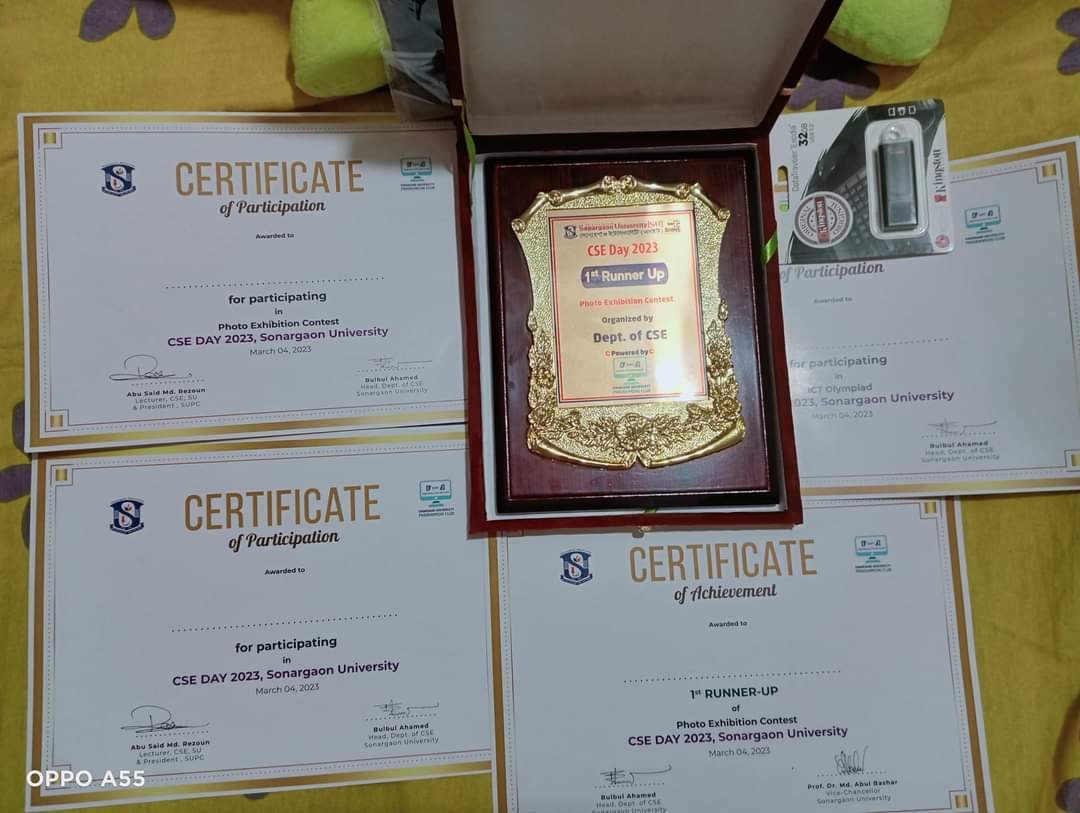 CERTIFICATE
of Participation
Awarded to
for participating
in
Photo Exhibition Contest
CSE DAY 2023, Sonargaon University
March 04, 2023
Abu Said Md. Rezoun
Lecturer, CSE, SU
& President , SUPC
Bulbul Ahamed
Head, Dept. of CSE
Sonargaon University
Sonargaon University (SU)
CSE Day 2023
1st Runner Up
Photo Exhibition Contest
Organized by
Dept. of CSE
Powered by
DataTraveler Exodia
32GB
Kingston
of Participation
Awarded to
for participating
ICT Olympiad
2023, Sonargaon University
March 04, 2023
Bulbul Ahamed
Head, Dept. of CSE
Sonargaon University
CERTIFICATE
of Participation
Awarded to
for participating
in
CSE DAY 2023, Sonargaon University
March 04, 2023
Abu Said Md. Rezoun
Lecturer, CSE, SU
& President , SUPC
Bulbul Ahamed
Head, Dept. of CSE
Sonargaon University
CERTIFICATE
of Achievement
Awarded to
1st RUNNER-UP
of
Photo Exhibition Contest
CSE DAY 2023, Sonargaon University
March 04, 2023
Bulbul Ahamed
Head, Dept. of CSE
Sonargaon University
Prof. Dr. Md. Abul Bashar
Vice-Chancellor
Sonargaon University
OPPO A55